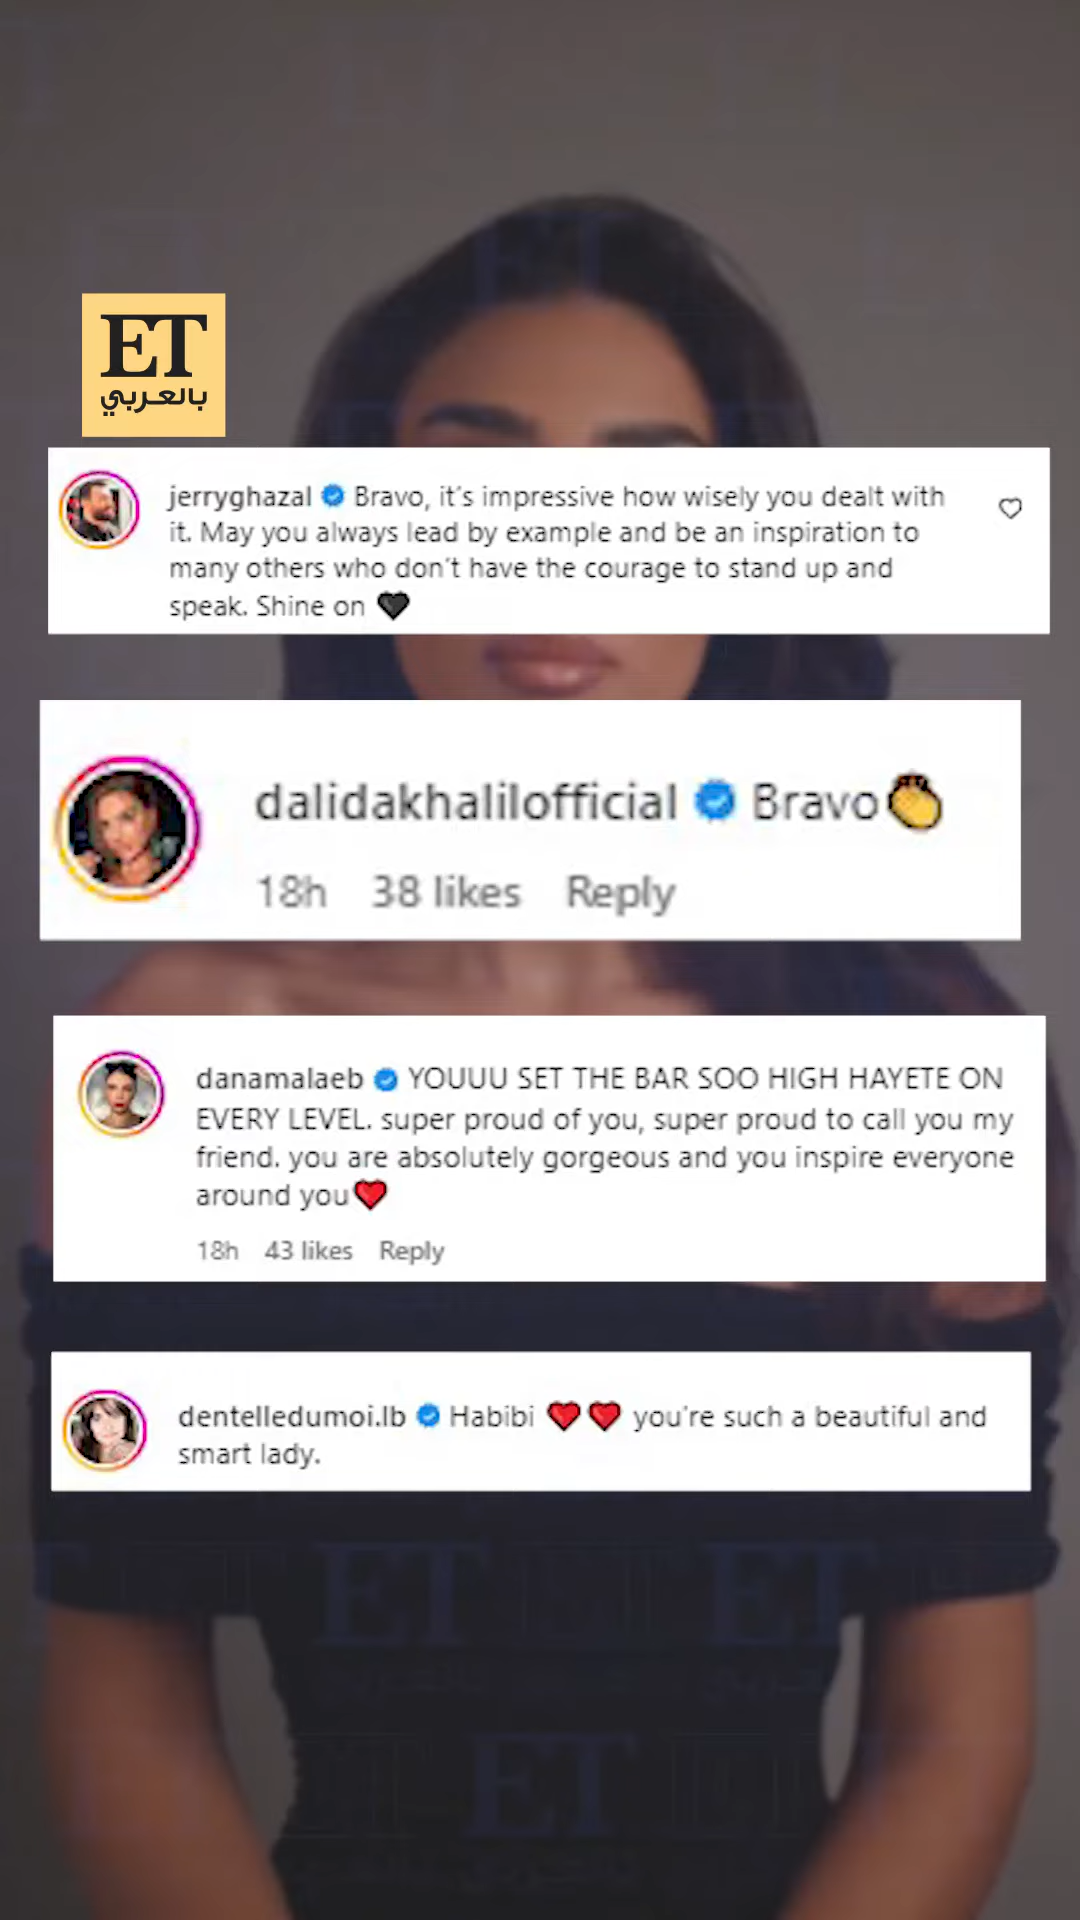 ET
بالعربي
jerryghazal Bravo, it's impressive how wisely you dealt with
it. May you always lead by example and be an inspiration to
many others who don't have the courage to stand up and
speak. Shine on 🖤
dalidakhalilofficial Bravo👏
18h 38 likes Reply
danamalaeb YOUUU SET THE BAR SOO HIGH HAYETE ON
EVERY LEVEL. super proud of you, super proud to call you my
friend. you are absolutely gorgeous and you inspire everyone
around you❤️
18h 43 likes Reply
dentelledumoi.lb Habibi ❤️❤️ you're such a beautiful and
smart lady.
ET
ET
ET